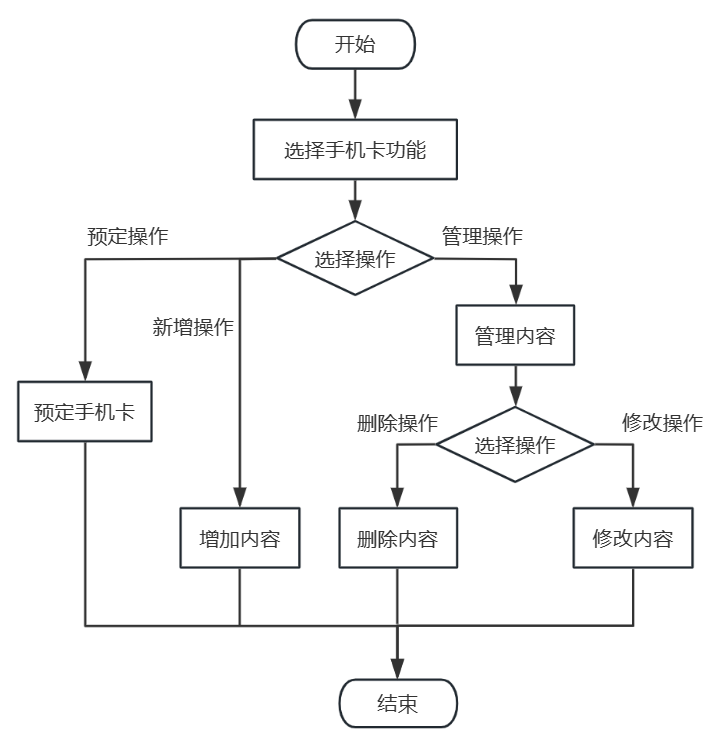 开始
选择手机卡功能
选择操作
预定操作
管理操作
新增操作
管理内容
预定手机卡
选择操作
删除操作
修改操作
增加内容
删除内容
修改内容
结束